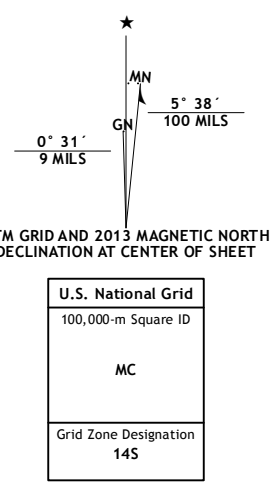 ★
MN
5° 38´
100 MILS
GN
0° 31´
9 MILS
TM GRID AND 2013 MAGNETIC NORTH
DECLINATION AT CENTER OF SHEET
U.S. National Grid
100,000-m Square ID
MC
Grid Zone Designation
14S